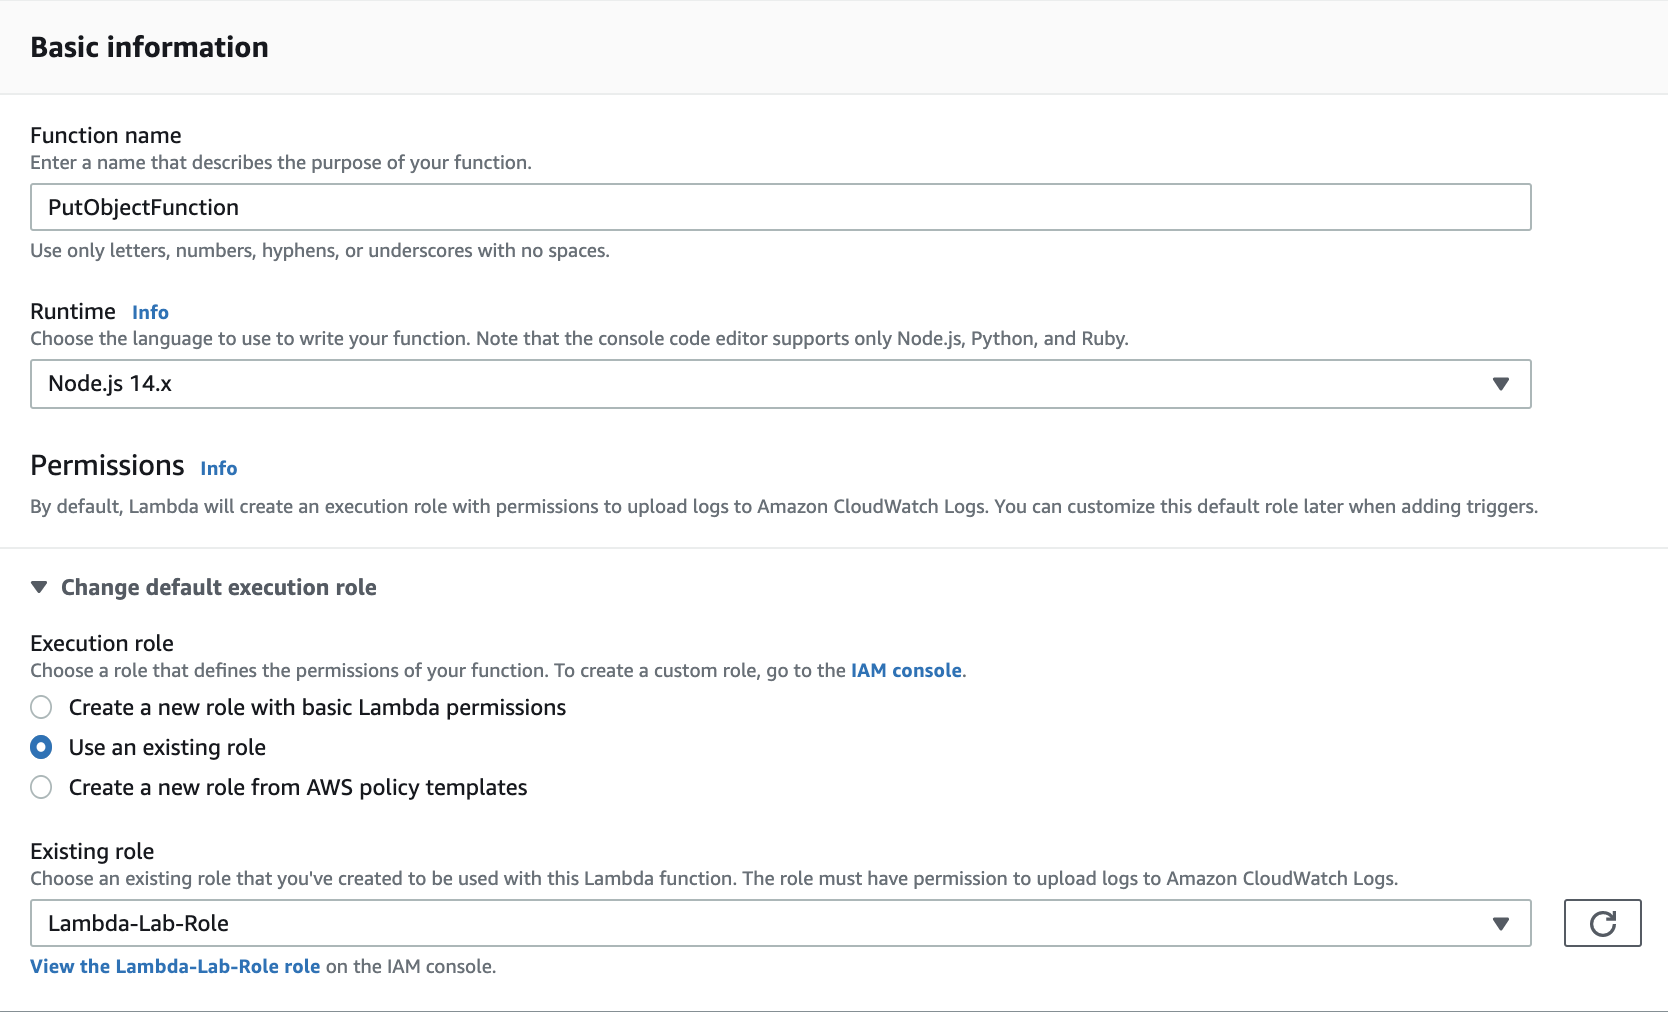 Basic information
Function name
Enter a name that describes the purpose of your function.
PutObjectFunction
Use only letters, numbers, hyphens, or underscores with no spaces.
Runtime Info
Choose the language to use to write your function. Note that the console code editor supports only Node.js, Python, and Ruby.
Node.js 14.x
Permissions Info
By default, Lambda will create an execution role with permissions to upload logs to Amazon CloudWatch Logs. You can customize this default role later when adding triggers.
Change default execution role
Execution role
Choose a role that defines the permissions of your function. To create a custom role, go to the IAM console.
Create a new role with basic Lambda permissions
Use an existing role
Create a new role from AWS policy templates
Existing role
Choose an existing role that you've created to be used with this Lambda function. The role must have permission to upload logs to Amazon CloudWatch Logs.
Lambda-Lab-Role
View the Lambda-Lab-Role role on the IAM console.